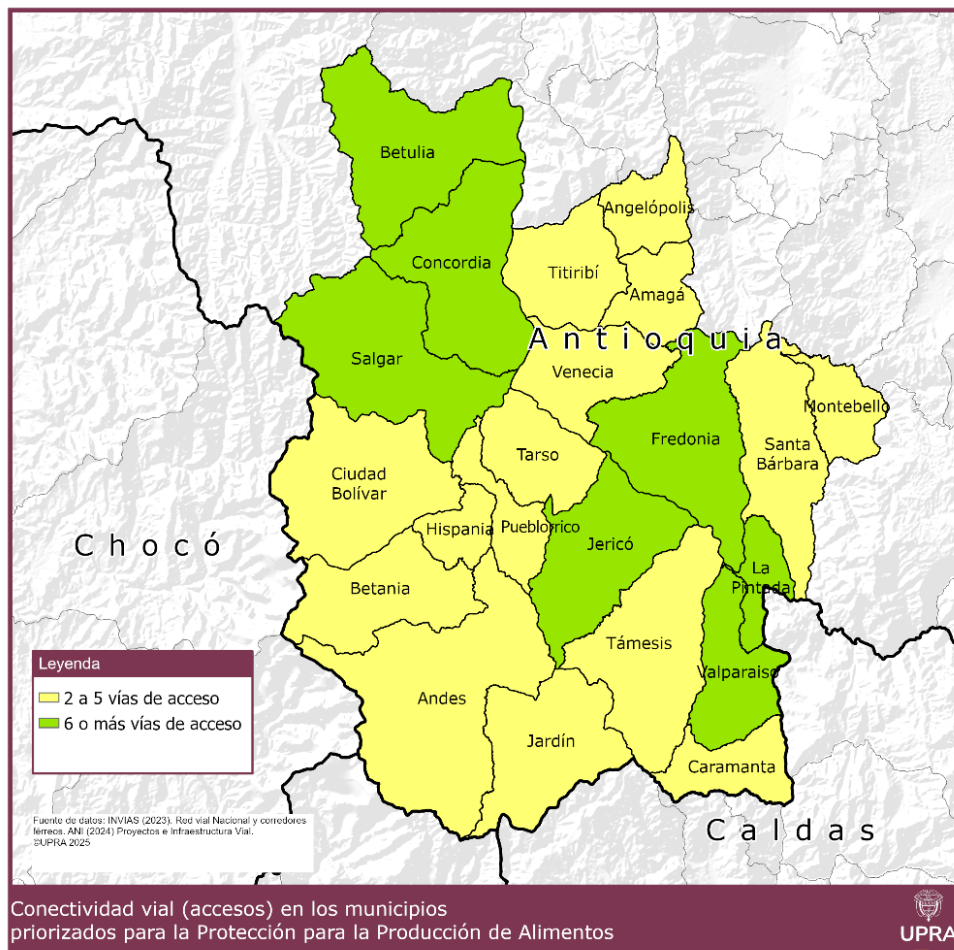 Betulia
Angelópolis
Concordia
Titiribí
Amagá
Antioquia
Salgar
Venecia
Montebello
Fredonia
Santa
Bárbara
Tarso
Ciudad
Bolívar
Hispania
Pueblorrico
Chocó
Jericó
La
Pintada
Betania
Támesis
Valparaiso
Andes
Jardín
Caramanta
Caldas
Leyenda
2 a 5 vías de acceso
6 o más vías de acceso
Fuente de datos: INVIAS (2023). Red vial Nacional y corredores
férreos. ANI (2024) Proyectos e Infraestructura Vial.
©UPRA 2025
Conectividad vial (accesos) en los municipios
priorizados para la Protección para la Producción de Alimentos
UPRA